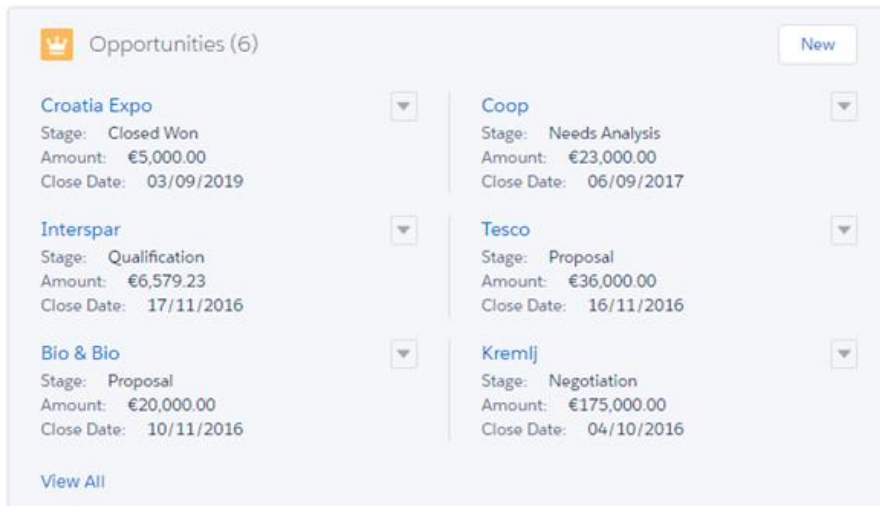 Opportunities (6)
New
Croatia Expo
Stage: Closed Won
Amount: €5,000.00
Close Date: 03/09/2019
Coop
Stage: Needs Analysis
Amount: €23,000.00
Close Date: 06/09/2017
Interspar
Stage: Qualification
Amount: €6,579.23
Close Date: 17/11/2016
Tesco
Stage: Proposal
Amount: €36,000.00
Close Date: 16/11/2016
Bio & Bio
Stage: Proposal
Amount: €20,000.00
Close Date: 10/11/2016
Kremlj
Stage: Negotiation
Amount: €175,000.00
Close Date: 04/10/2016
View All